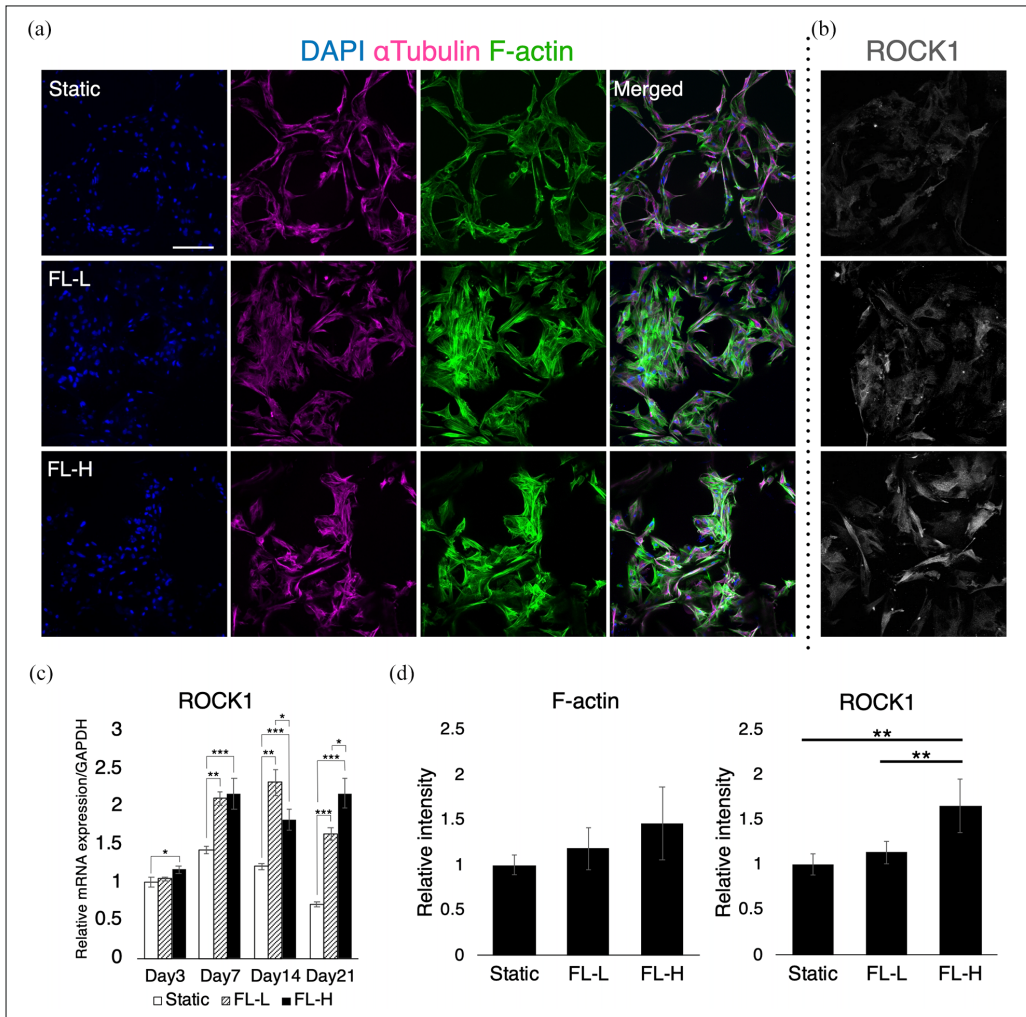 (a)
DAPI αTubulin F-actin
(b)
ROCK1
Static
Merged
FL-L
FL-H
(c)
ROCK1
Relative mRNA expression/GAPDH
3
2.5
2
1.5
1
0.5
0
*
**
***
**
***
*
***
***
*
Day3 Day7 Day14 Day21
Static FL-L FL-H
(d)
F-actin
Relative intensity
2.5
2
1.5
1
0.5
0
Static FL-L FL-H
ROCK1
Relative intensity
2.5
2
1.5
1
0.5
0
**
**
Static FL-L FL-H